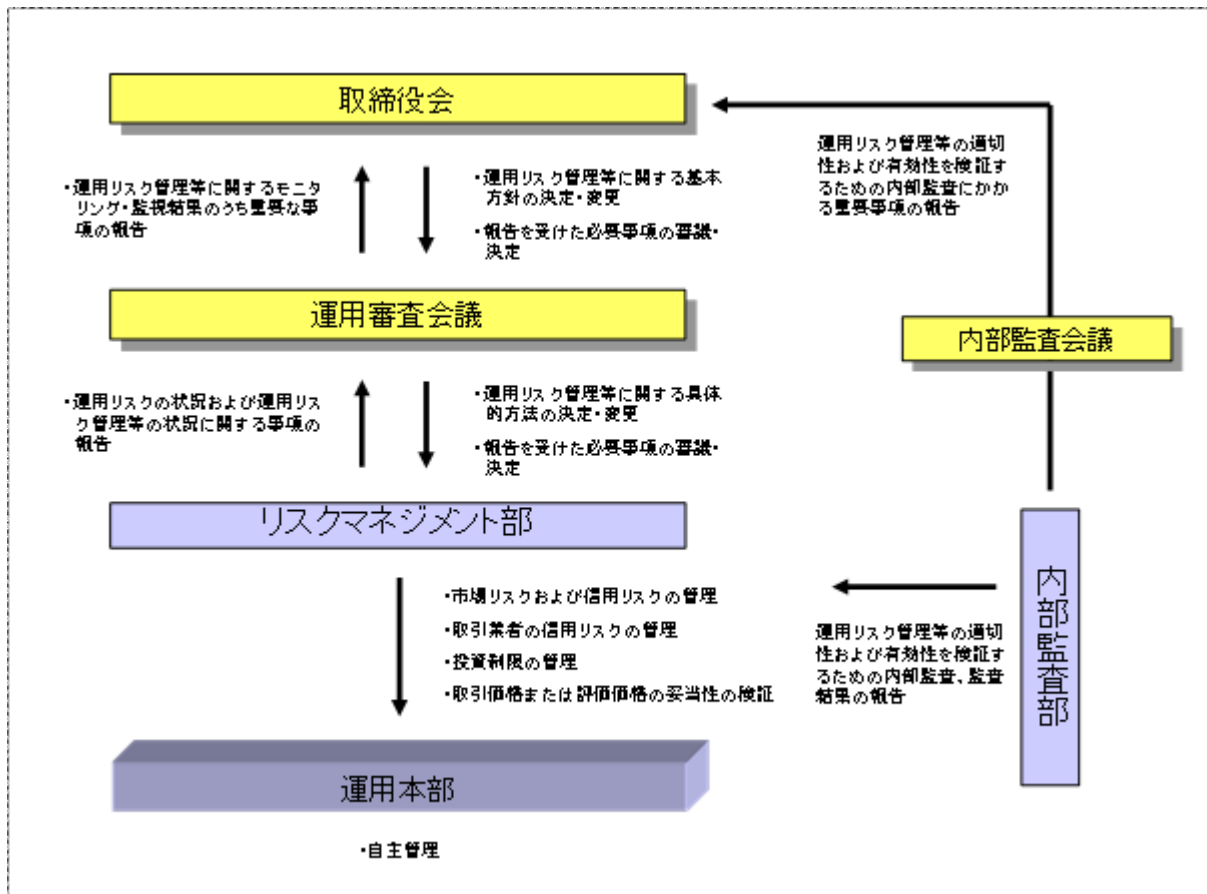 取締役会
・運用リスク管理等に関するモニ
タリング・監視結果のうち重要な事
項の報告
・運用リスク管理等に関する基本
方針の決定・変更
・報告を受けた必要事項の審議・
決定
運用リスク管理等の適切
性および有効性を検証す
るための内部監査にかか
る重要事項の報告
運用審査会議
内部監査会議
・運用リスクの状況および運用リス
ク管理等の状況に関する事項の
報告
・運用リスク管理等に関する具体
的方法の決定・変更
・報告を受けた必要事項の審議・
決定
リスクマネジメント部
内部監査部
・市場リスクおよび信用リスクの管理
・取引業者の信用リスクの管理
・投資制限の管理
・取引価格または評価価格の妥当性の検証
運用リスク管理等の適切
性および有効性を検証す
るための内部監査、監査
結果の報告
運用本部
・自主管理